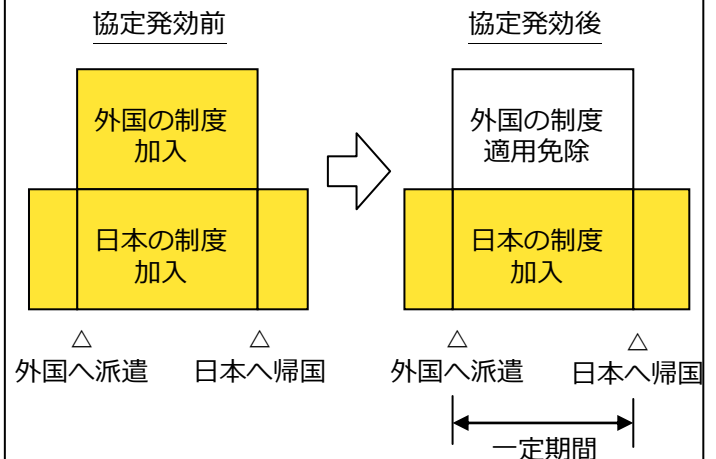 協定発効前
外国の制度
加入
日本の制度
加入
△
外国へ派遣
△
日本へ帰国
協定発効後
外国の制度
適用免除
日本の制度
加入
△
外国へ派遣
△
日本へ帰国
一定期間